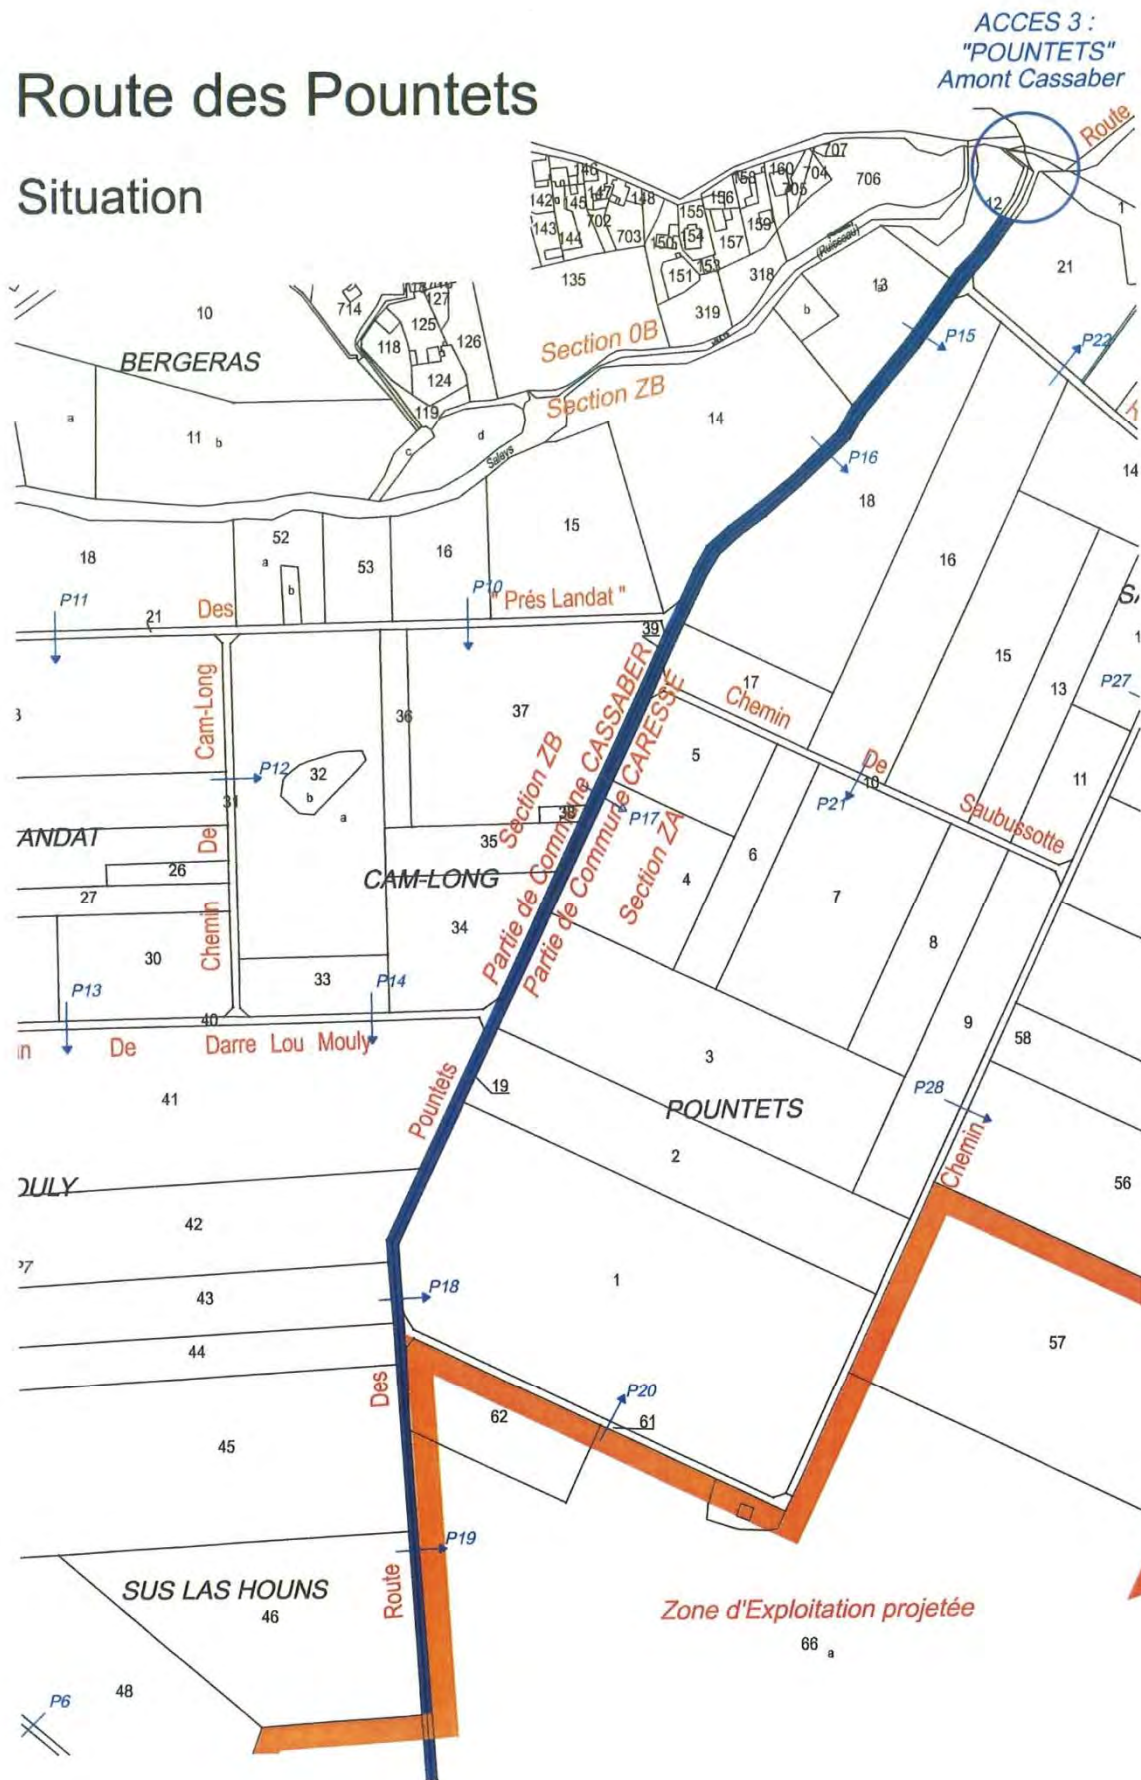 ACCES 3 :
"POUNTETS"
Amont Cassaber
Route des Pountets
Situation
Route
707
146
158
160
704
706
142
145
147
148
156
705
12
1
143
702
155
159
144
703
150
154
157
(Ruisseau)
135
151
153
318
13
a
21
10
714
127
319
b
118
125
126
Section 0B
P15
P22
BERGERAS
124
Section ZB
119
14
a
11
b
d
c
Saleys
P16
14
18
15
18
52
16
53
a
16
b
P11
P10
" Prés Landat "
21
Des
39
15
17
13
P27
Cam-Long
36
37
Chemin
5
De
10
11
P12
32
b
31
a
38
P17
P21
Saubussotte
Section ZB
Partie de Commune CASSABER
Partie de Commune CARESSE
Section ZA
ANDAT
De
35
26
CAM-LONG
4
6
7
27
34
8
30
Chemin
33
P14
P13
9
40
58
De
Darre Lou Mouly
3
Pountets
19
P28
41
POUNTETS
Chemin
2
OULY
56
42
P7
1
P18
43
57
44
Des
P20
62
61
45
P19
SUS LAS HOUNS
Route
46
Zone d'Exploitation projetée
66 a
48
P6